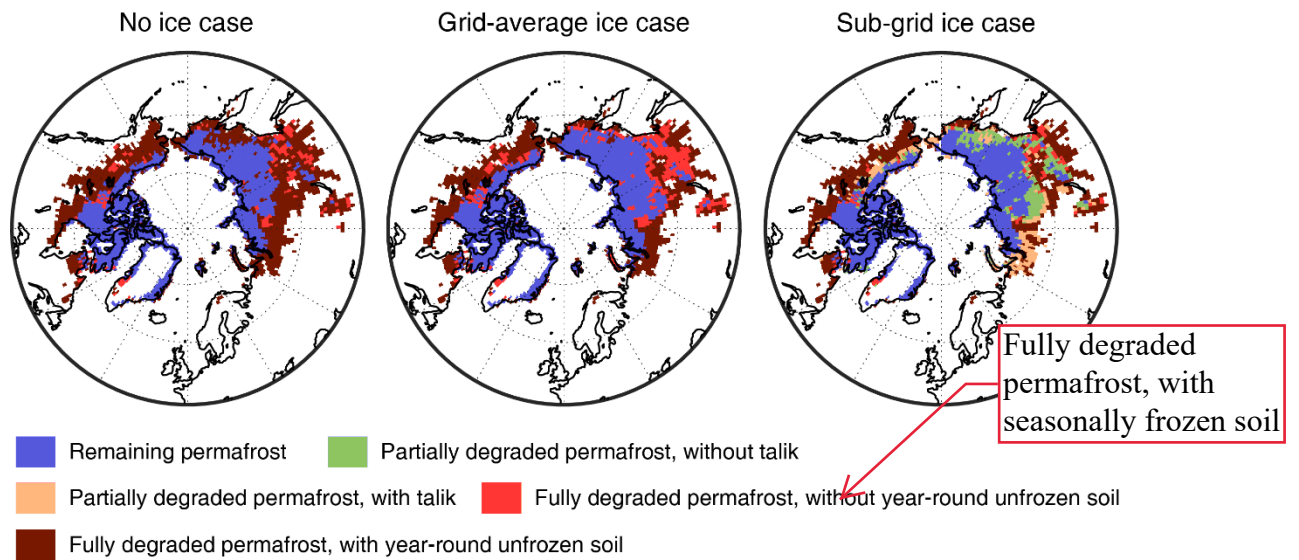 No ice case
Grid-average ice case
Sub-grid ice case
Fully degraded
permafrost, with
seasonally frozen soil
Remaining permafrost
Partially degraded permafrost, without talik
Partially degraded permafrost, with talik
Fully degraded permafrost, without year-round unfrozen soil
Fully degraded permafrost, with year-round unfrozen soil